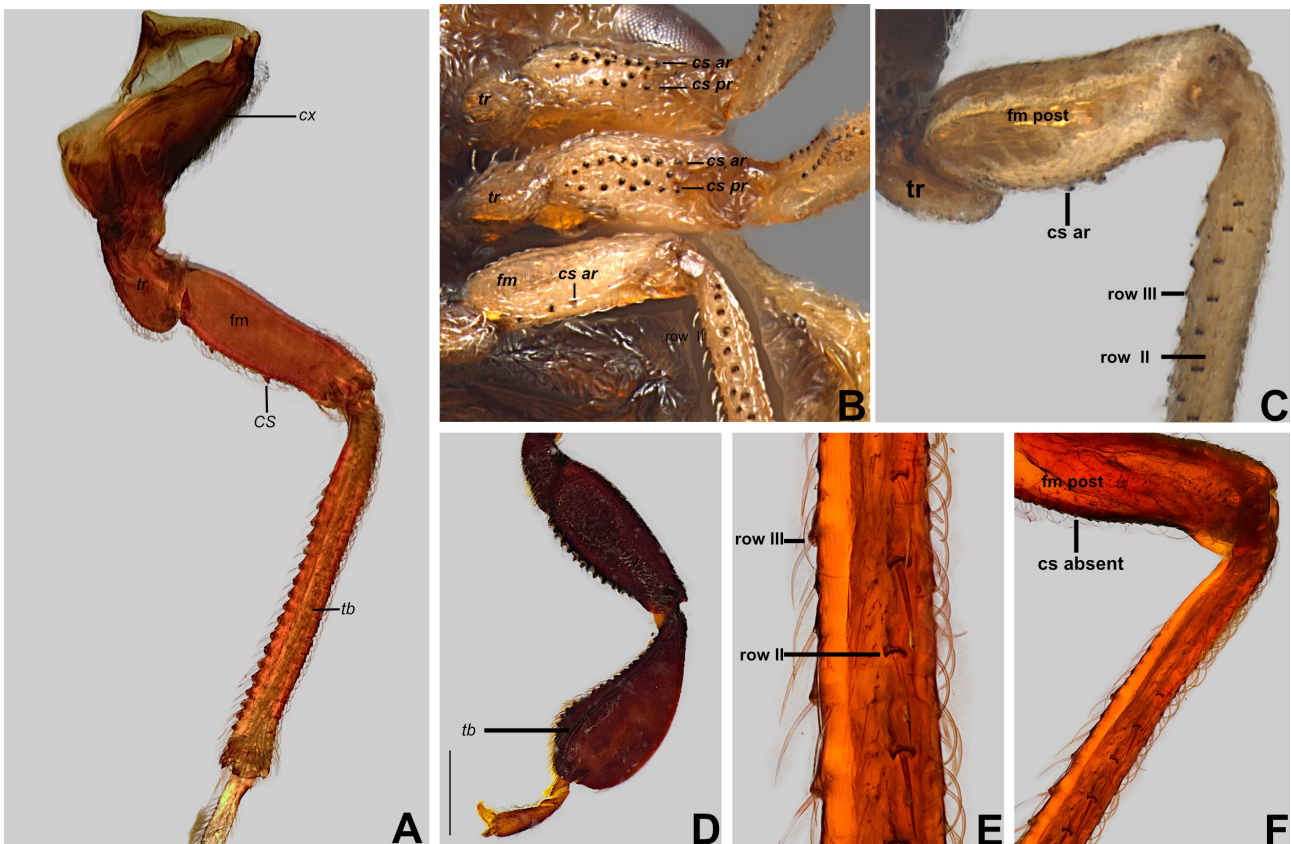 cx
tr
fm
CS
tb
A
cs ar
cs pr
tr
cs ar
cs pr
tr
cs ar
fm
row II
B
fm post
tr
cs ar
row III
row II
C
tb
D
row III
row II
E
fm post
cs absent
F